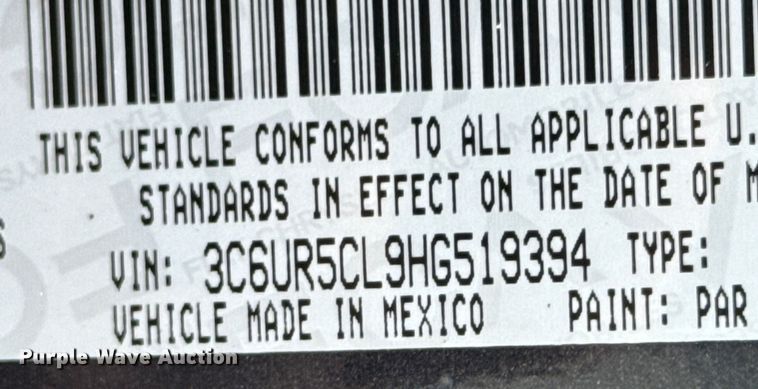 THIS VEHICLE CONFORMS TO ALL APPLICABLE U.
STANDARDS IN EFFECT ON THE DATE OF M
VIN: 3C6UR5CL9HG519394 TYPE:
VEHICLE MADE IN MEXICO PAINT: PAR
Purple Wave Auction